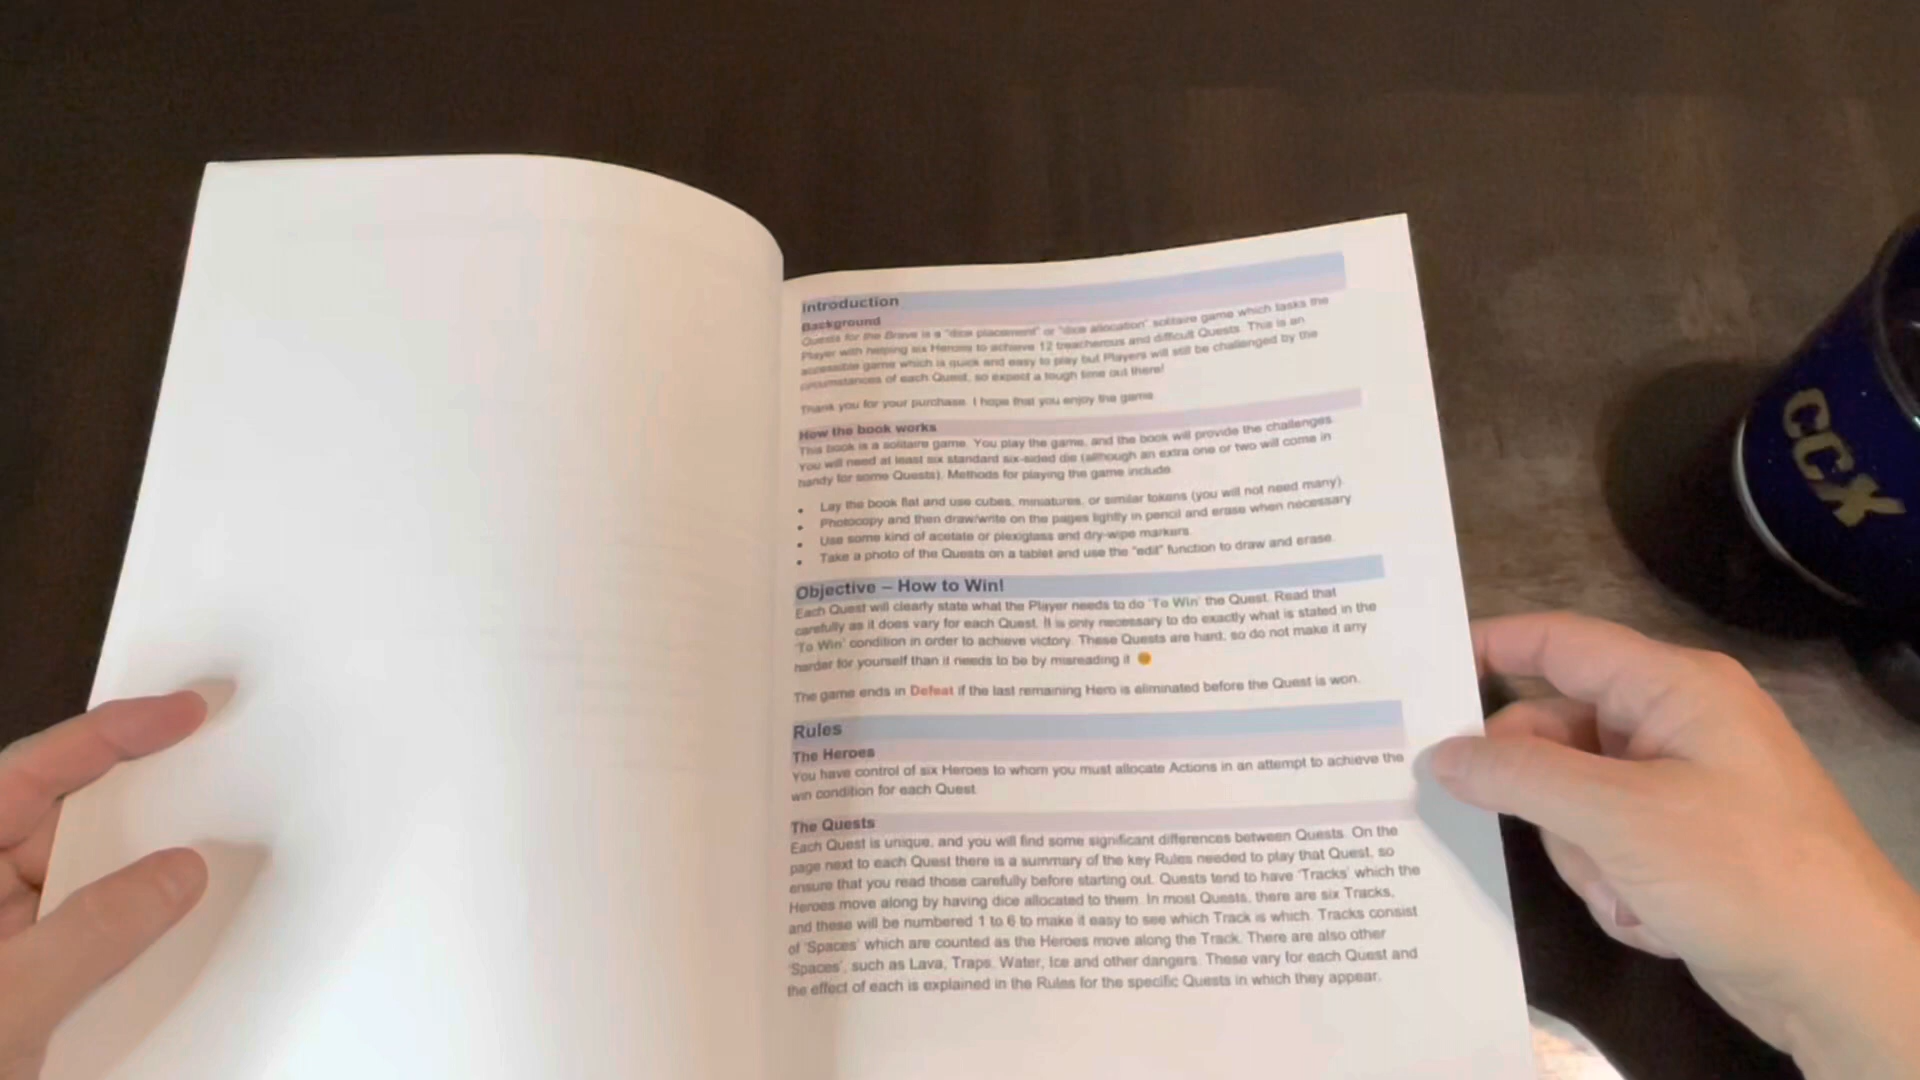 Introduction
Background
Quests for the Brave is a "dice placement" or "dice allocation" solitaire game which tasks the
Player with helping six Heroes to achieve 12 treacherous and difficult Quests. This is an
accessible game which is quick and easy to play but Players will still be challenged by the
circumstances of each Quest, so expect a tough time out there!
Thank you for your purchase. I hope that you enjoy the game.
How the book works
This book is a solitaire game. You play the game, and the book will provide the challenges.
You will need at least six standard six-sided die (although an extra one or two will come in
handy for some Quests). Methods for playing the game include:
• Lay the book flat and use cubes, miniatures, or similar tokens (you will not need many).
• Photocopy and then draw/write on the pages lightly in pencil and erase when necessary.
• Use some kind of acetate or plexiglass and dry-wipe markers.
• Take a photo of the Quests on a tablet and use the "edit" function to draw and erase.
Objective – How to Win!
Each Quest will clearly state what the Player needs to do 'To Win' the Quest. Read that
carefully as it does vary for each Quest. It is only necessary to do exactly what is stated in the
'To Win' condition in order to achieve victory. These Quests are hard, so do not make it any
harder for yourself than it needs to be by misreading it
The game ends in Defeat if the last remaining Hero is eliminated before the Quest is won.
Rules
The Heroes
You have control of six Heroes to whom you must allocate Actions in an attempt to achieve the
win condition for each Quest.
The Quests
Each Quest is unique, and you will find some significant differences between Quests. On the
page next to each Quest there is a summary of the key Rules needed to play that Quest, so
ensure that you read those carefully before starting out. Quests tend to have 'Tracks' which the
Heroes move along by having dice allocated to them. In most Quests, there are six Tracks,
and these will be numbered 1 to 6 to make it easy to see which Track is which. Tracks consist
of 'Spaces' which are counted as the Heroes move along the Track. There are also other
'Spaces', such as Lava, Traps, Water, Ice and other dangers. These vary for each Quest and
the effect of each is explained in the Rules for the specific Quests in which they appear.
CCX